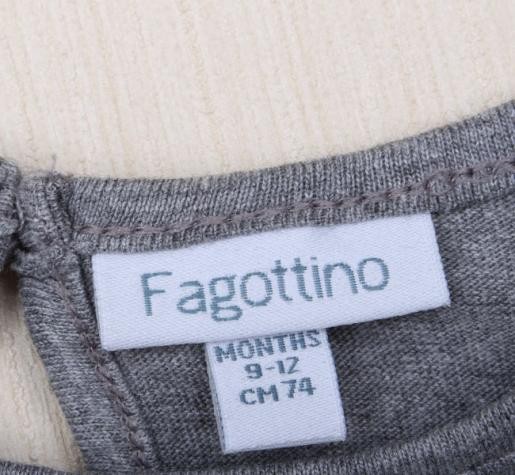 Fagottino
MONTHS
9-12
CM 74